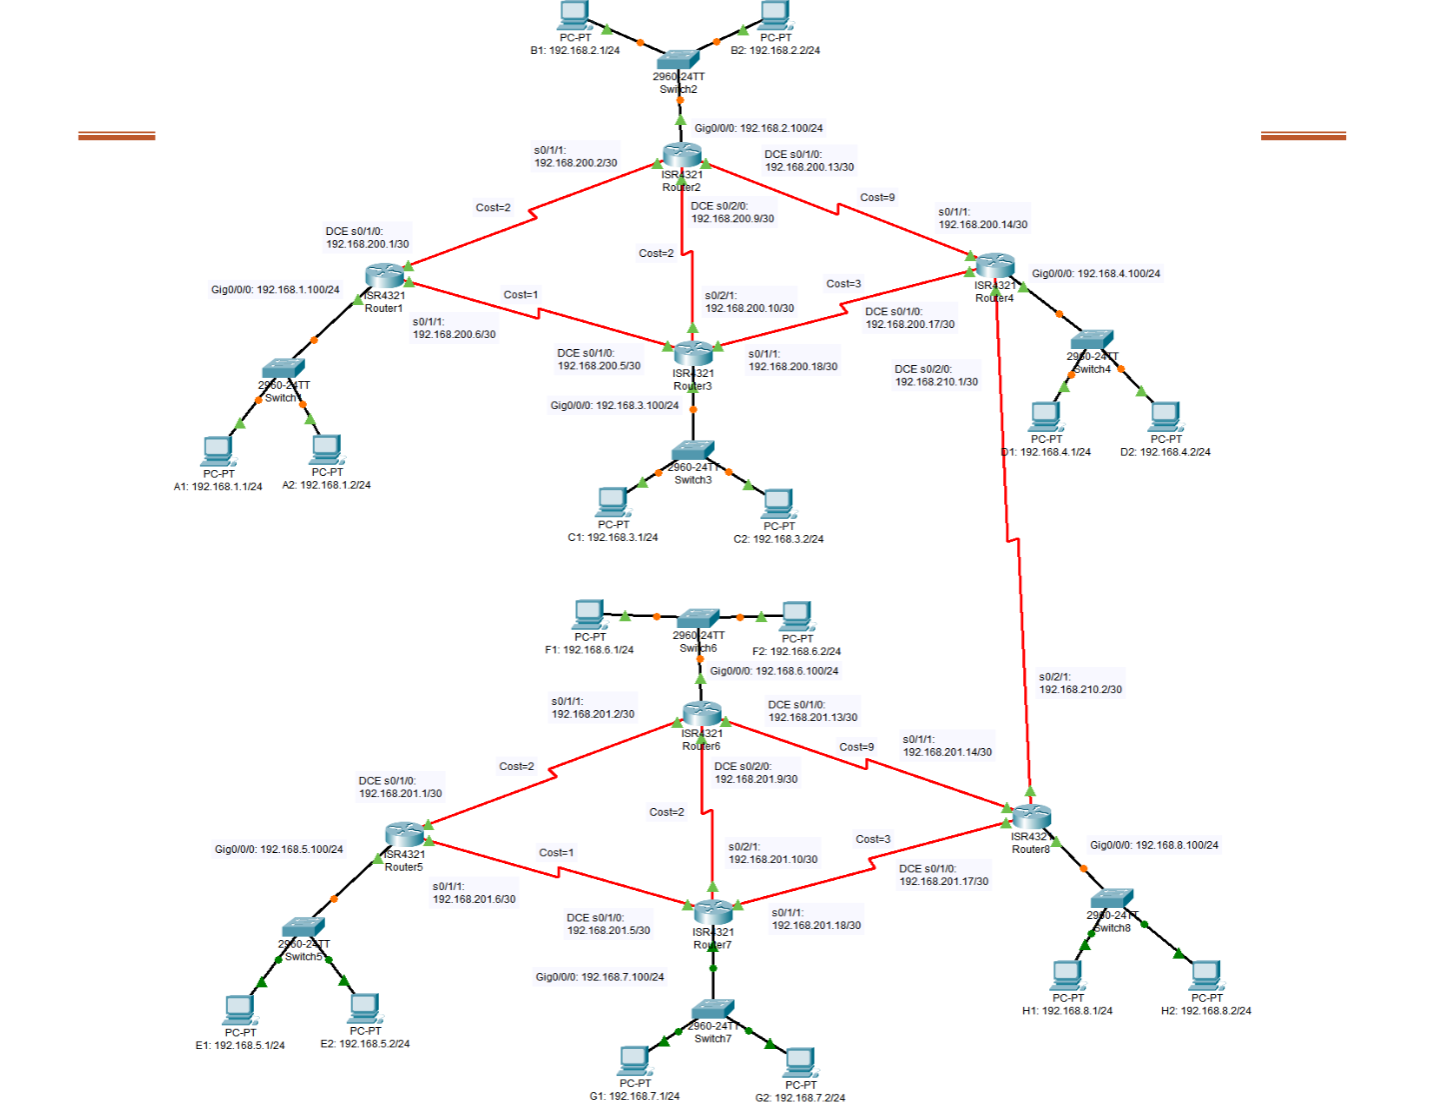 PC-PT
B1: 192.168.2.1/24
PC-PT
B2: 192.168.2.2/24
2960-24TT
Switch2
Gig0/0/0: 192.168.2.100/24
s0/1/1:
192.168.200.2/30
DCE s0/1/0:
192.168.200.13/30
ISR4321
Router2
Cost=2
DCE s0/2/0:
192.168.200.9/30
Cost=9
s0/1/1:
192.168.200.14/30
DCE s0/1/0:
192.168.200.1/30
Cost=2
Gig0/0/0: 192.168.1.100/24
ISR4321
Router1
Cost=1
s0/1/1:
192.168.200.6/30
s0/2/1:
192.168.200.10/30
Cost=3
ISR4321
Router4
Gig0/0/0: 192.168.4.100/24
DCE s0/1/0:
192.168.200.17/30
DCE s0/1/0:
192.168.200.5/30
ISR4321
Router3
s0/1/1:
192.168.200.18/30
DCE s0/2/0:
192.168.210.1/30
2960-24TT
Switch4
2960-24TT
Switch1
Gig0/0/0: 192.168.3.100/24
PC-PT
D1: 192.168.4.1/24
PC-PT
D2: 192.168.4.2/24
PC-PT
A1: 192.168.1.1/24
PC-PT
A2: 192.168.1.2/24
2960-24TT
Switch3
PC-PT
C1: 192.168.3.1/24
PC-PT
C2: 192.168.3.2/24
PC-PT
F1: 192.168.6.1/24
2960-24TT
Switch6
PC-PT
F2: 192.168.6.2/24
Gig0/0/0: 192.168.6.100/24
s0/2/1:
192.168.210.2/30
s0/1/1:
192.168.201.2/30
DCE s0/1/0:
192.168.201.13/30
ISR4321
Router6
Cost=9
s0/1/1:
192.168.201.14/30
Cost=2
DCE s0/2/0:
192.168.201.9/30
DCE s0/1/0:
192.168.201.1/30
Cost=2
Gig0/0/0: 192.168.5.100/24
ISR4321
Router5
Cost=1
s0/2/1:
192.168.201.10/30
Cost=3
ISR4321
Router8
Gig0/0/0: 192.168.8.100/24
DCE s0/1/0:
192.168.201.17/30
s0/1/1:
192.168.201.6/30
DCE s0/1/0:
192.168.201.5/30
ISR4321
Router7
s0/1/1:
192.168.201.18/30
2960-24TT
Switch8
2960-24TT
Switch5
Gig0/0/0: 192.168.7.100/24
PC-PT
H1: 192.168.8.1/24
PC-PT
H2: 192.168.8.2/24
PC-PT
E1: 192.168.5.1/24
PC-PT
E2: 192.168.5.2/24
2960-24TT
Switch7
PC-PT
G1: 192.168.7.1/24
PC-PT
G2: 192.168.7.2/24